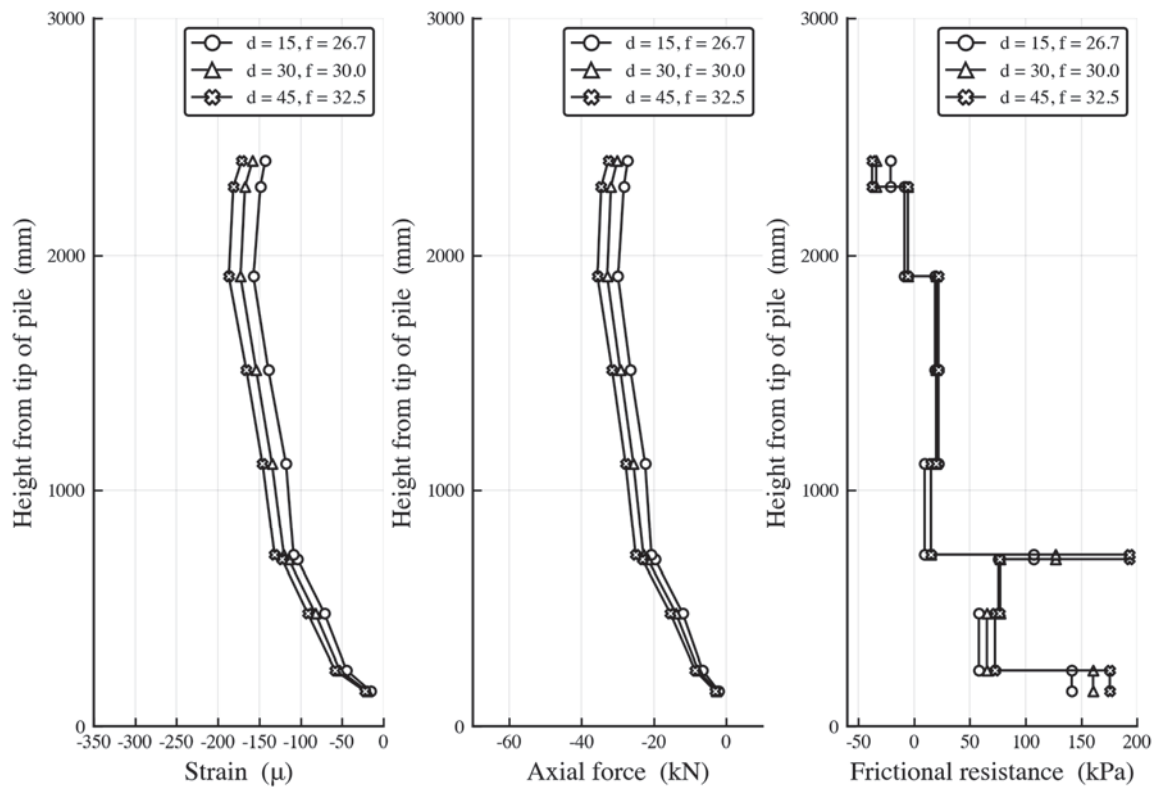 3000
2000
1000
0
Height from tip of pile (mm)
d = 15, f = 26.7
d = 30, f = 30.0
d = 45, f = 32.5
-350 -300 -250 -200 -150 -100 -50 0
Strain (μ)
3000
2000
1000
0
Height from tip of pile (mm)
d = 15, f = 26.7
d = 30, f = 30.0
d = 45, f = 32.5
-60 -40 -20 0
Axial force (kN)
3000
2000
1000
0
Height from tip of pile (mm)
d = 15, f = 26.7
d = 30, f = 30.0
d = 45, f = 32.5
-50 0 50 100 150 200
Frictional resistance (kPa)